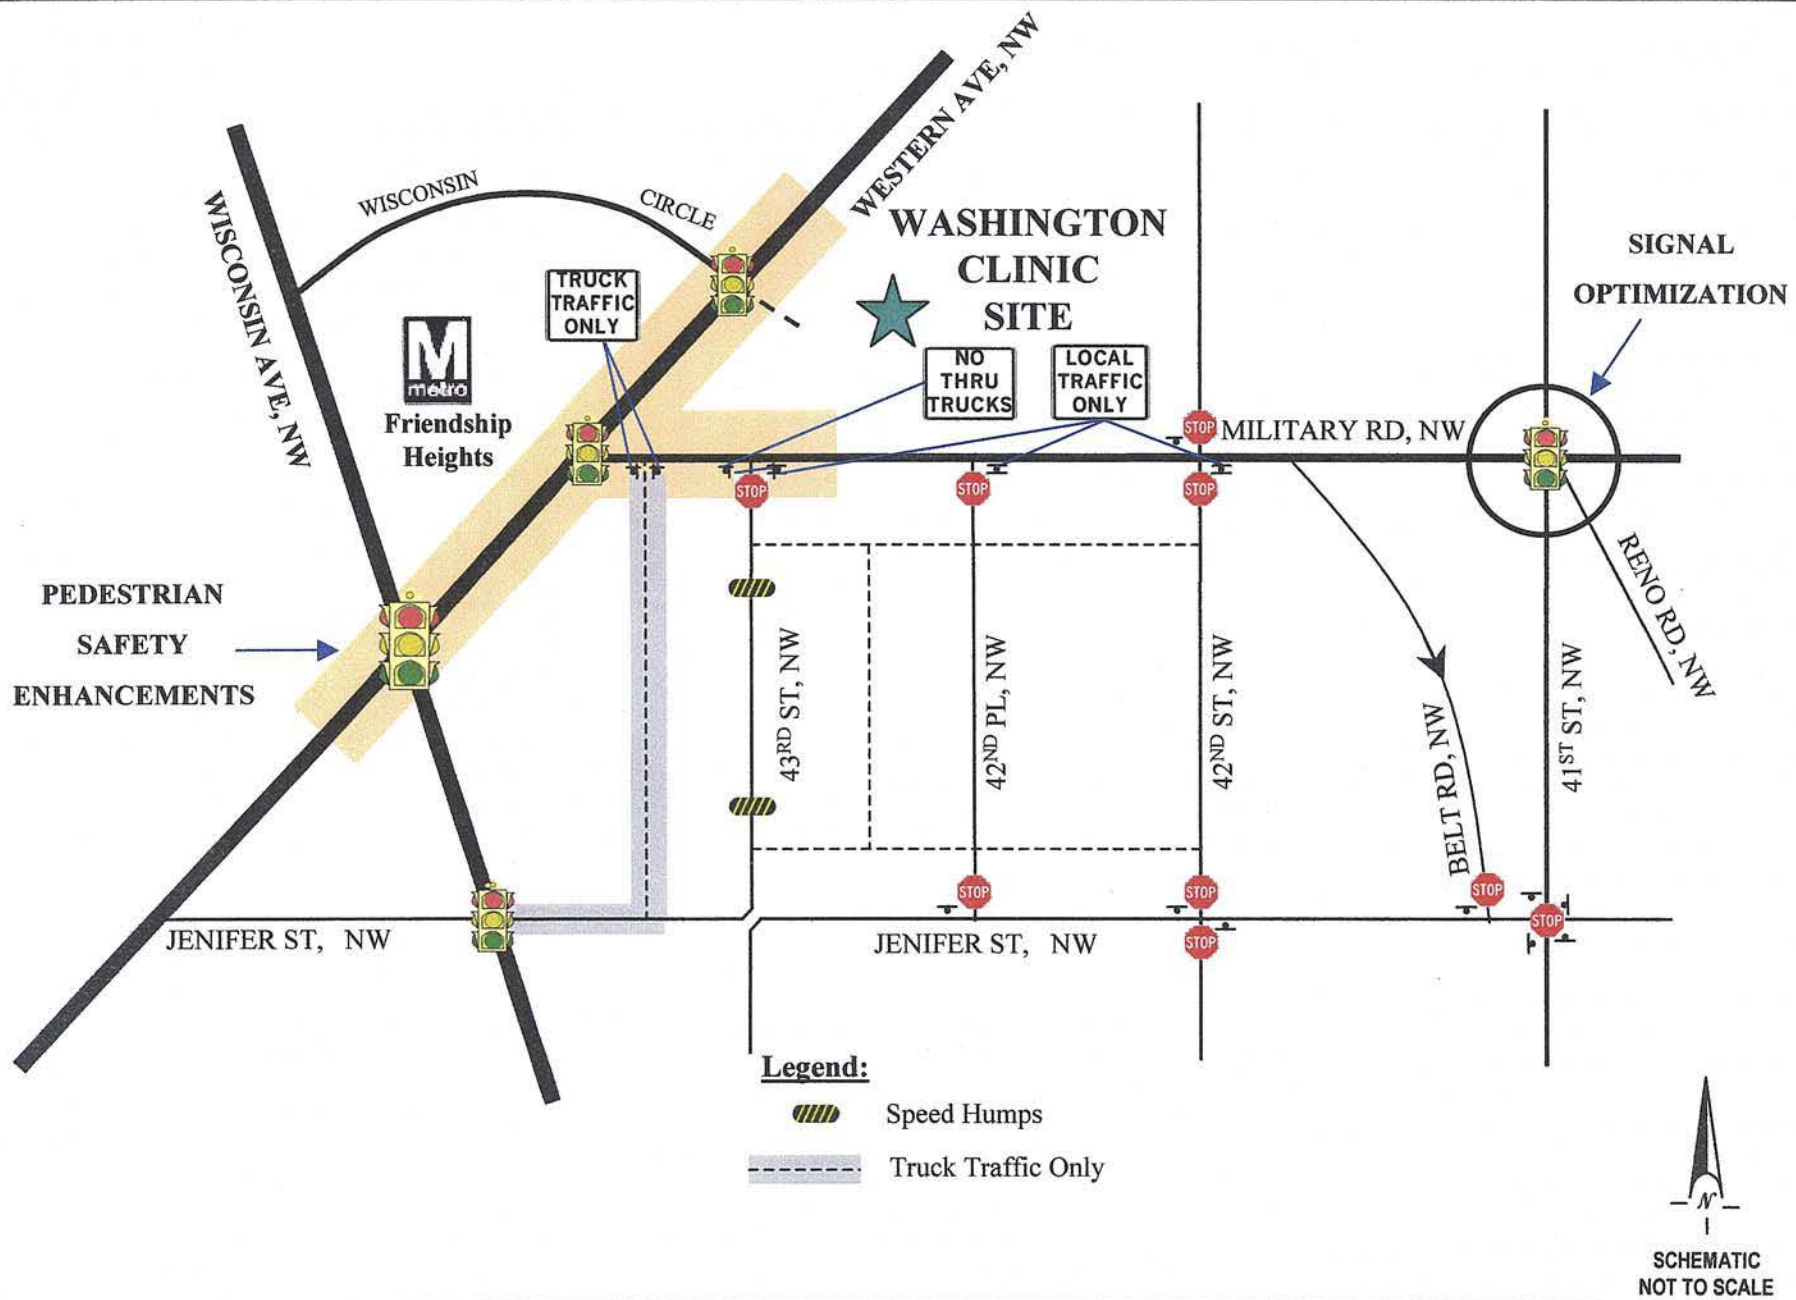 WESTERN AVE, NW
WISCONSIN
CIRCLE
WISCONSIN AVE, NW
WASHINGTON
CLINIC
SITE
SIGNAL
OPTIMIZATION
TRUCK
TRAFFIC
ONLY
M
metro
Friendship
Heights
NO
THRU
TRUCKS
LOCAL
TRAFFIC
ONLY
STOP
MILITARY RD, NW
STOP
STOP
STOP
RENO RD, NW
PEDESTRIAN
SAFETY
ENHANCEMENTS
43RD ST, NW
42ND PL, NW
42ND ST, NW
BELT RD, NW
41ST ST, NW
STOP
STOP
STOP
STOP
JENIFER ST, NW
JENIFER ST, NW
STOP
Legend:
Speed Humps
Truck Traffic Only
N
SCHEMATIC
NOT TO SCALE